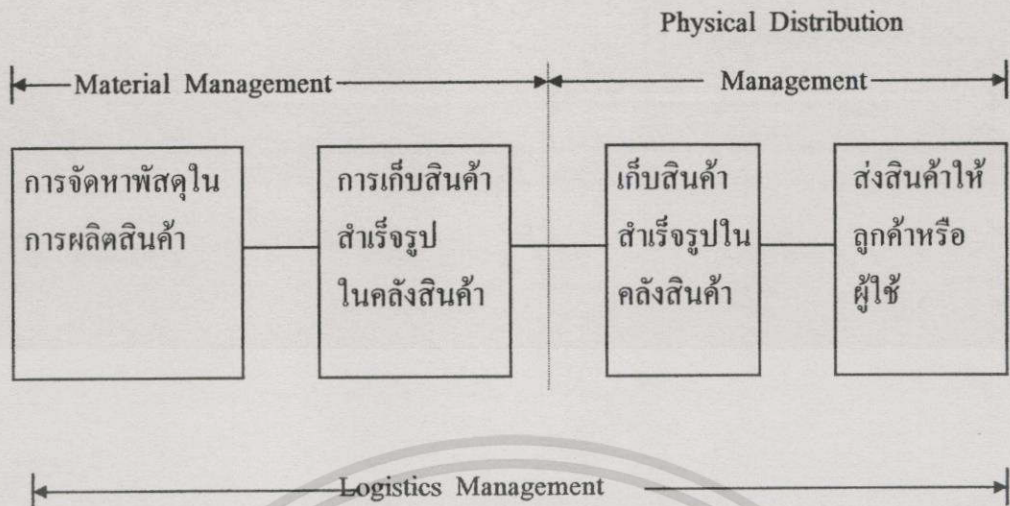 Physical Distribution
Material Management
Management
การจัดหาพัสดุใน
การผลิตสินค้า
การเก็บสินค้า
สำเร็จรูป
ในคลังสินค้า
เก็บสินค้า
สำเร็จรูปใน
คลังสินค้า
ส่งสินค้าให้
ลูกค้าหรือ
ผู้ใช้
Logistics Management